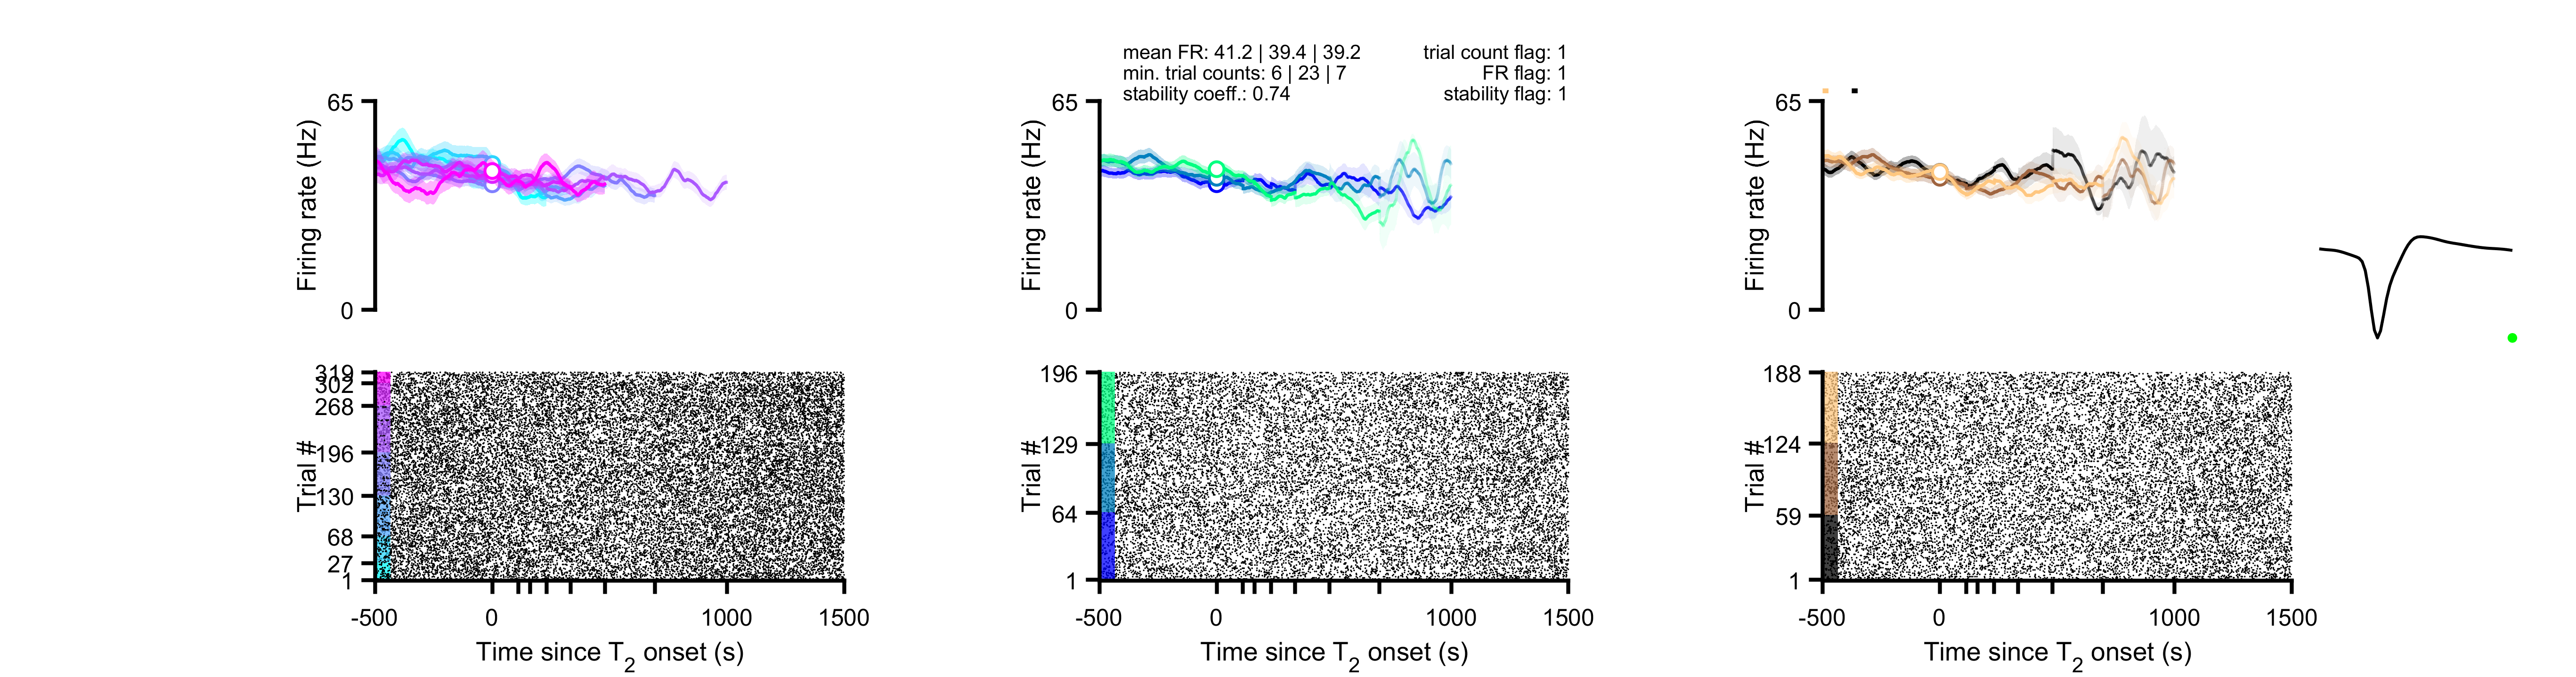 mean FR: 41.2 | 39.4 | 39.2
min. trial counts: 6 | 23 | 7
stability coeff.: 0.74
trial count flag: 1
FR flag: 1
stability flag: 1
65
Firing rate (Hz)
0
65
Firing rate (Hz)
0
65
Firing rate (Hz)
0
319
302
268
196
130
68
27
1
Trial #
-500
0
1000
1500
Time since T2 onset (s)
196
129
64
1
Trial #
-500
0
1000
1500
Time since T2 onset (s)
188
124
59
1
Trial #
-500
0
1000
1500
Time since T2 onset (s)